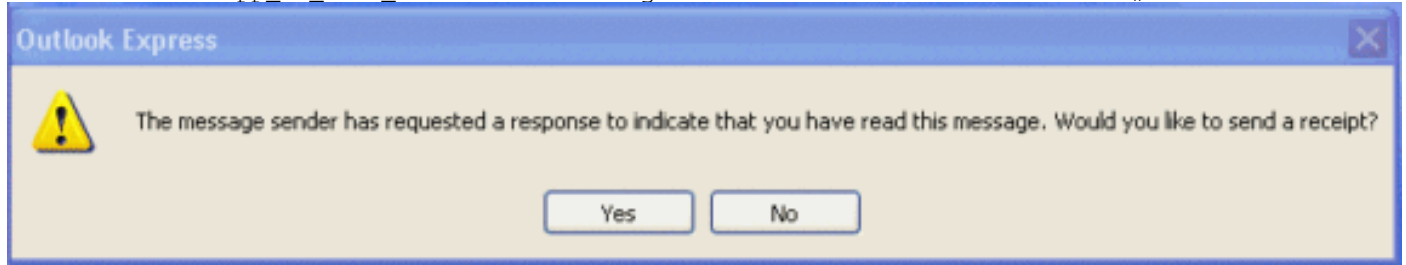 Outlook Express
The message sender has requested a response to indicate that you have read this message. Would you like to send a receipt?
Yes
No